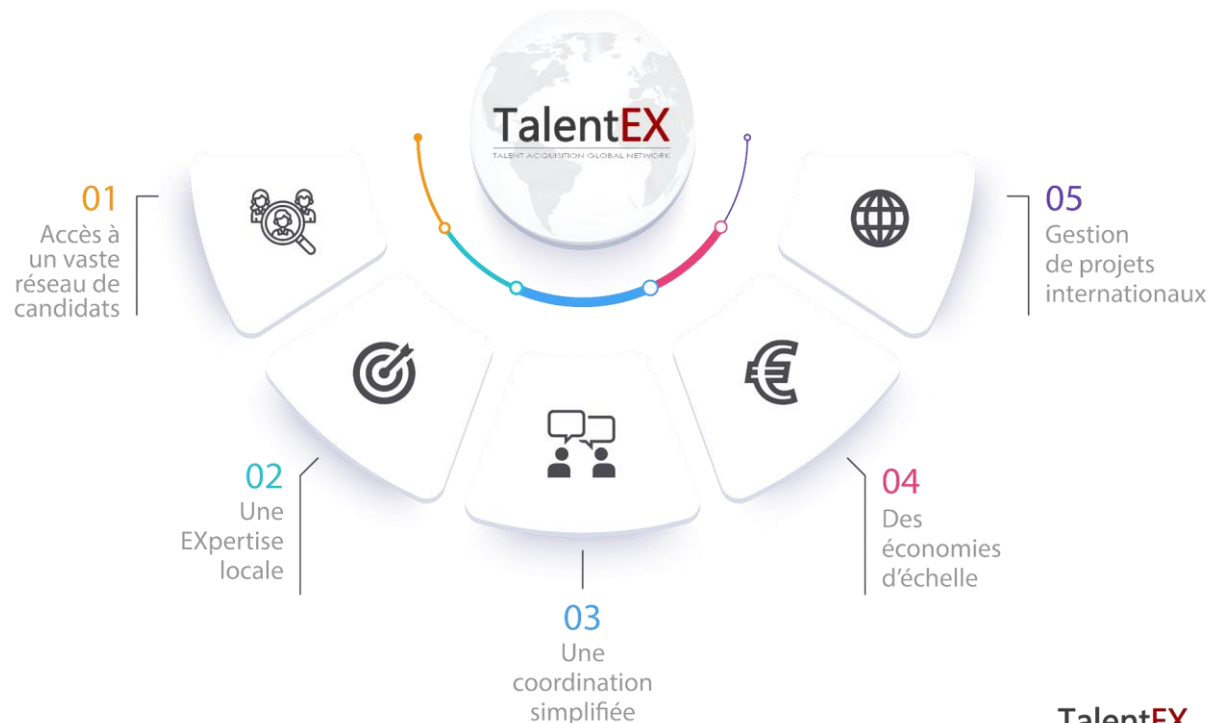 TalentEX
TALENT ACQUISITION GLOBAL NETWORK
01
Accès à
un vaste
réseau de
candidats
02
Une
EXpertise
locale
03
Une
coordination
simplifiée
04
Des
économies
d'échelle
05
Gestion
de projets
internationaux
TalentEX